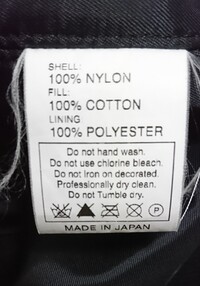 SHELL:
100% NYLON
FILL:
100% COTTON
LINING
100% POLYESTER
Do not hand wash.
Do not use chlorine bleach.
Do not iron on decorated.
Professionally dry clean.
Do not Tumble dry.
P
MADE IN JAPAN